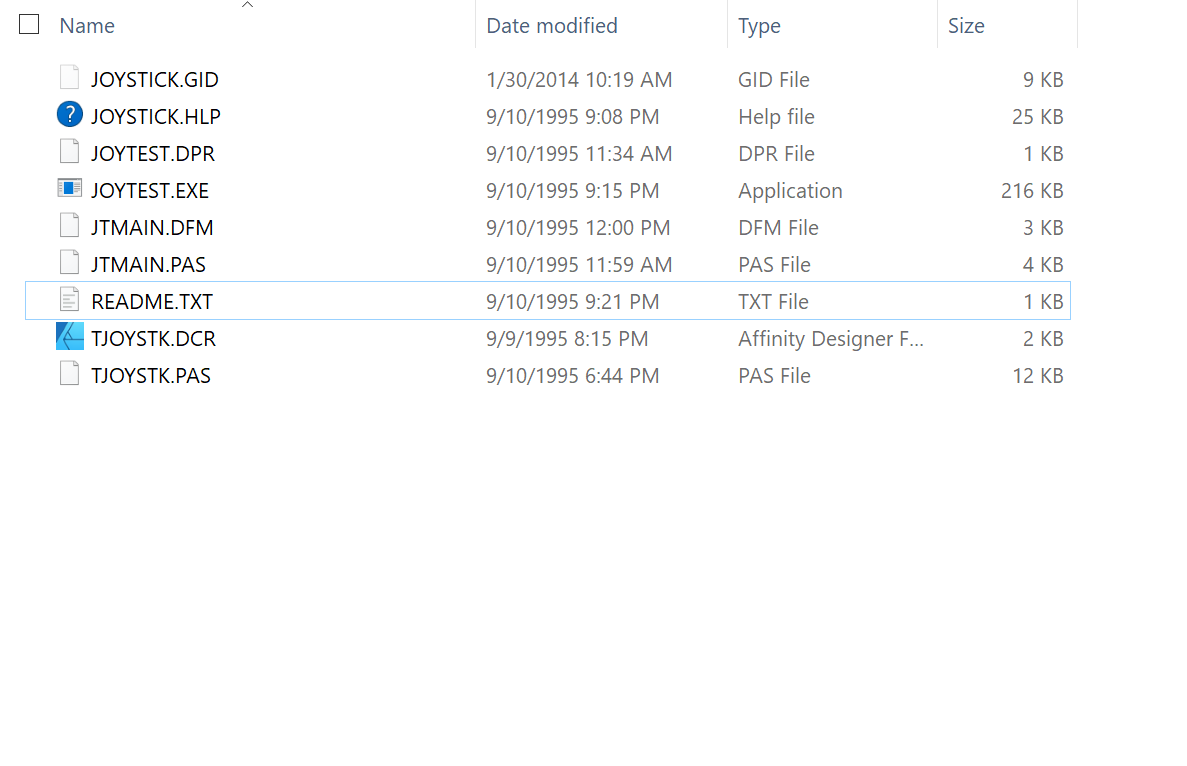 Name Date modified Type Size
JOYSTICK.GID 1/30/2014 10:19 AM GID File 9 KB
? JOYSTICK.HLP 9/10/1995 9:08 PM Help file 25 KB
JOYTEST.DPR 9/10/1995 11:34 AM DPR File 1 KB
JOYTEST.EXE 9/10/1995 9:15 PM Application 216 KB
JTMAIN.DFM 9/10/1995 12:00 PM DFM File 3 KB
JTMAIN.PAS 9/10/1995 11:59 AM PAS File 4 KB
README.TXT 9/10/1995 9:21 PM TXT File 1 KB
TJOYSTK.DCR 9/9/1995 8:15 PM Affinity Designer F... 2 KB
TJOYSTK.PAS 9/10/1995 6:44 PM PAS File 12 KB